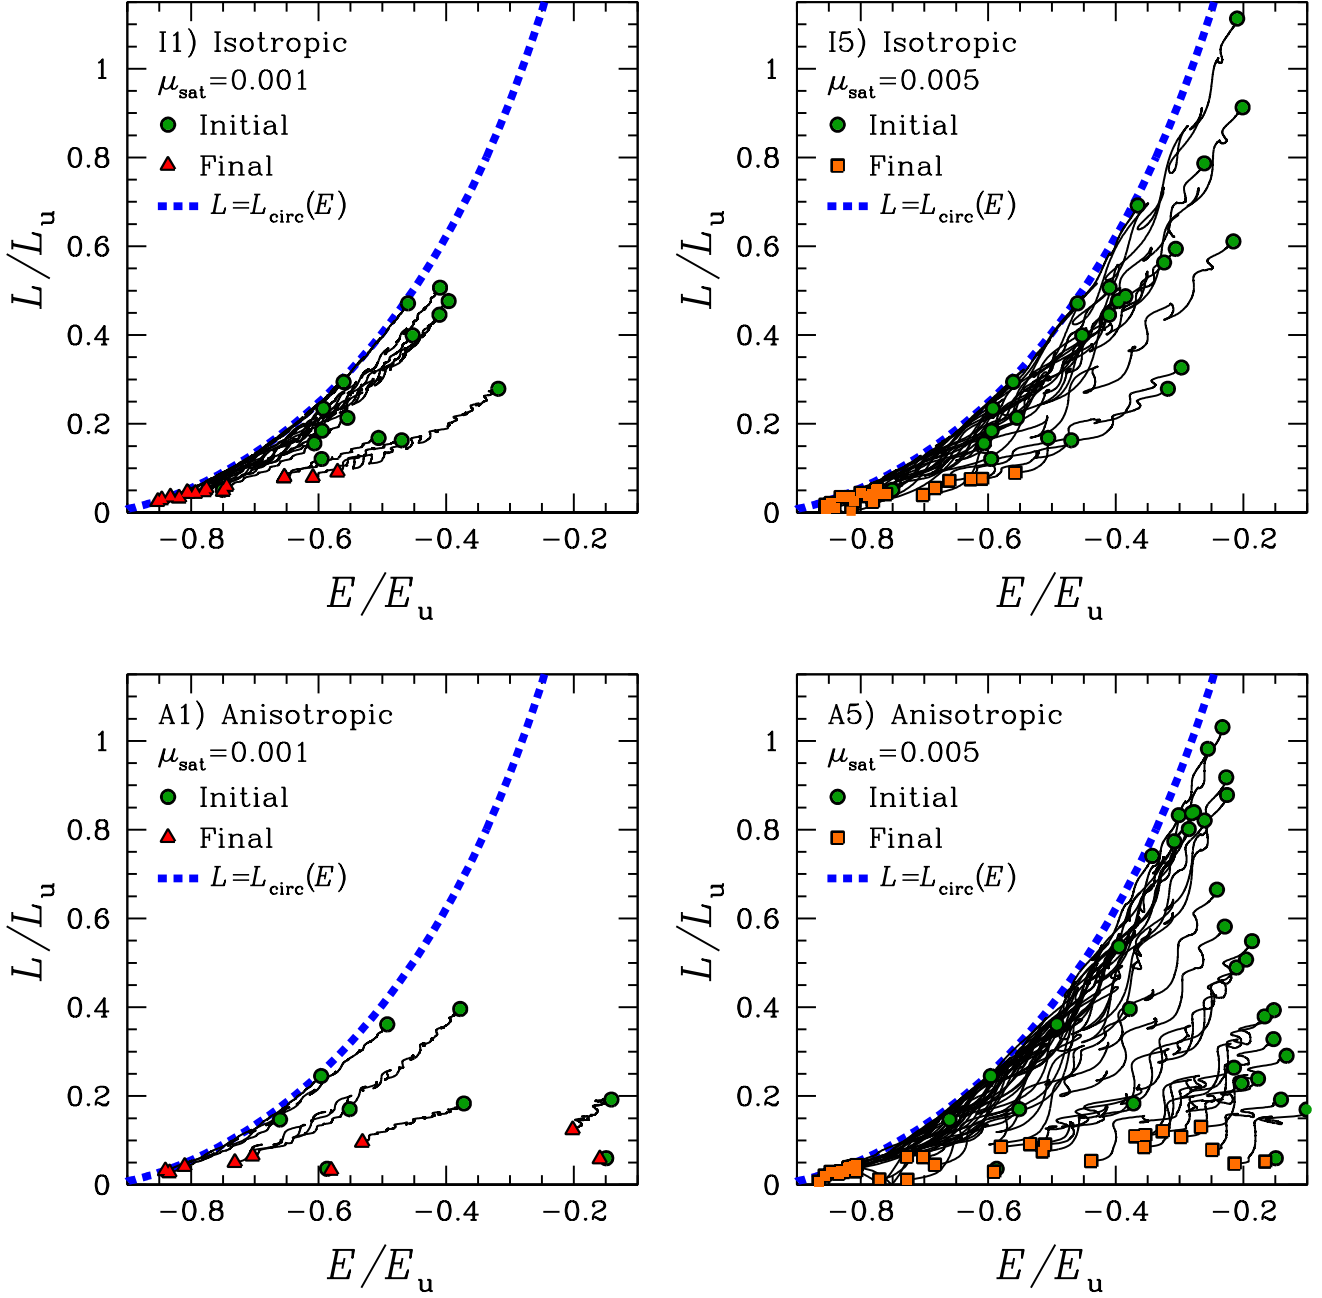 I1) Isotropic
μsat=0.001
Initial
Final
L=Lcirc(E)
1
0.8
0.6
0.4
0.2
0
L/Lu
−0.8
−0.6
−0.4
−0.2
E/Eu
I5) Isotropic
μsat=0.005
Initial
Final
L=Lcirc(E)
1
0.8
0.6
0.4
0.2
0
L/Lu
−0.8
−0.6
−0.4
−0.2
E/Eu
A1) Anisotropic
μsat=0.001
Initial
Final
L=Lcirc(E)
1
0.8
0.6
0.4
0.2
0
L/Lu
−0.8
−0.6
−0.4
−0.2
E/Eu
A5) Anisotropic
μsat=0.005
Initial
Final
L=Lcirc(E)
1
0.8
0.6
0.4
0.2
0
L/Lu
−0.8
−0.6
−0.4
−0.2
E/Eu